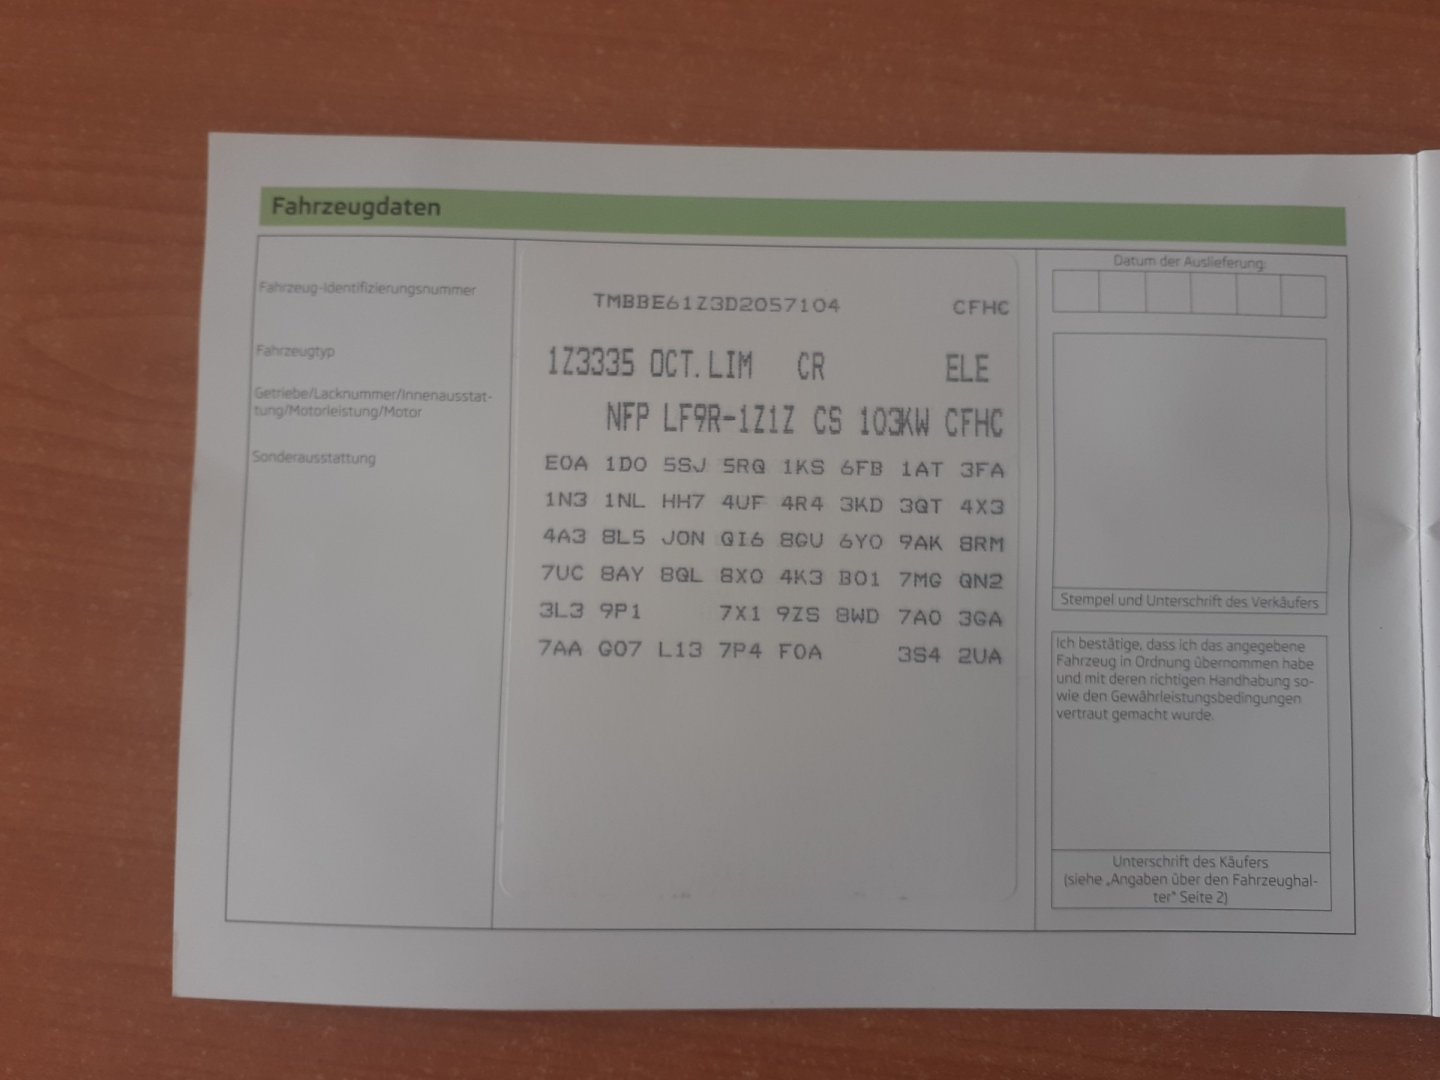 Fahrzeugdaten
Fahrzeug-Identifizierungsnummer
Fahrzeugtyp
Getriebe/Lacknummer/Innenausstat-
tung/Motorleistung/Motor
Sonderausstattung
TMBBE61Z3D2057104 CFHC
1Z3335 OCT. LIM CR ELE
NFP LF9R-1Z1Z CS 103KW CFHC
E0A 1D0 5SJ 5RQ 1KS 6FB 1AT 3FA
1N3 1NL HH7 4UF 4R4 3KD 3QT 4X3
4A3 8L5 J0N QI6 8GU 6Y0 9AK 8RM
7UC 8AY 8QL 8X0 4K3 B01 7MG QN2
3L3 9P1 7X1 9ZS 8WD 7A0 3GA
7AA G07 L13 7P4 F0A 3S4 2UA
Datum der Auslieferung:
Stempel und Unterschrift des Verkäufers
Ich bestätige, dass ich das angegebene
Fahrzeug in Ordnung übernommen habe
und mit deren richtigen Handhabung so-
wie den Gewährleistungsbedingungen
vertraut gemacht wurde.
Unterschrift des Käufers
(siehe „Angaben über den Fahrzeughal-
ter“ Seite 2)